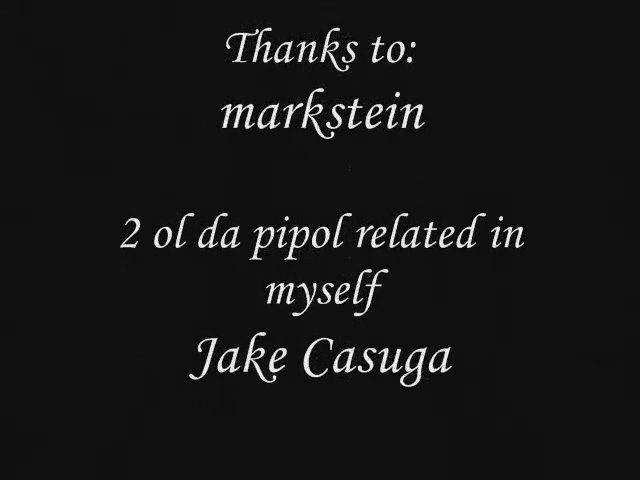 Thanks to:
markstein
2 ol da pipol related in
myself
Jake Casuga